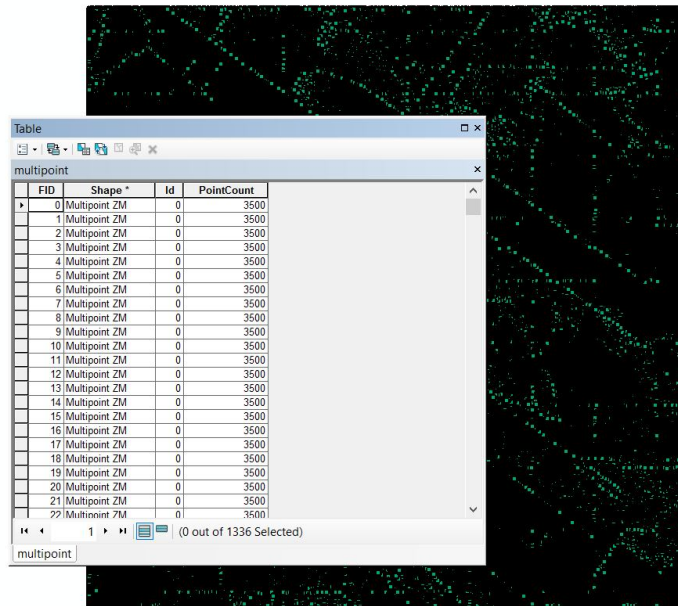 Table
multipoint
FID Shape * Id PointCount
0 Multipoint ZM 0 3500
1 Multipoint ZM 0 3500
2 Multipoint ZM 0 3500
3 Multipoint ZM 0 3500
4 Multipoint ZM 0 3500
5 Multipoint ZM 0 3500
6 Multipoint ZM 0 3500
7 Multipoint ZM 0 3500
8 Multipoint ZM 0 3500
9 Multipoint ZM 0 3500
10 Multipoint ZM 0 3500
11 Multipoint ZM 0 3500
12 Multipoint ZM 0 3500
13 Multipoint ZM 0 3500
14 Multipoint ZM 0 3500
15 Multipoint ZM 0 3500
16 Multipoint ZM 0 3500
17 Multipoint ZM 0 3500
18 Multipoint ZM 0 3500
19 Multipoint ZM 0 3500
20 Multipoint ZM 0 3500
21 Multipoint ZM 0 3500
22 Multipoint ZM 0 3500
1 (0 out of 1336 Selected)
multipoint